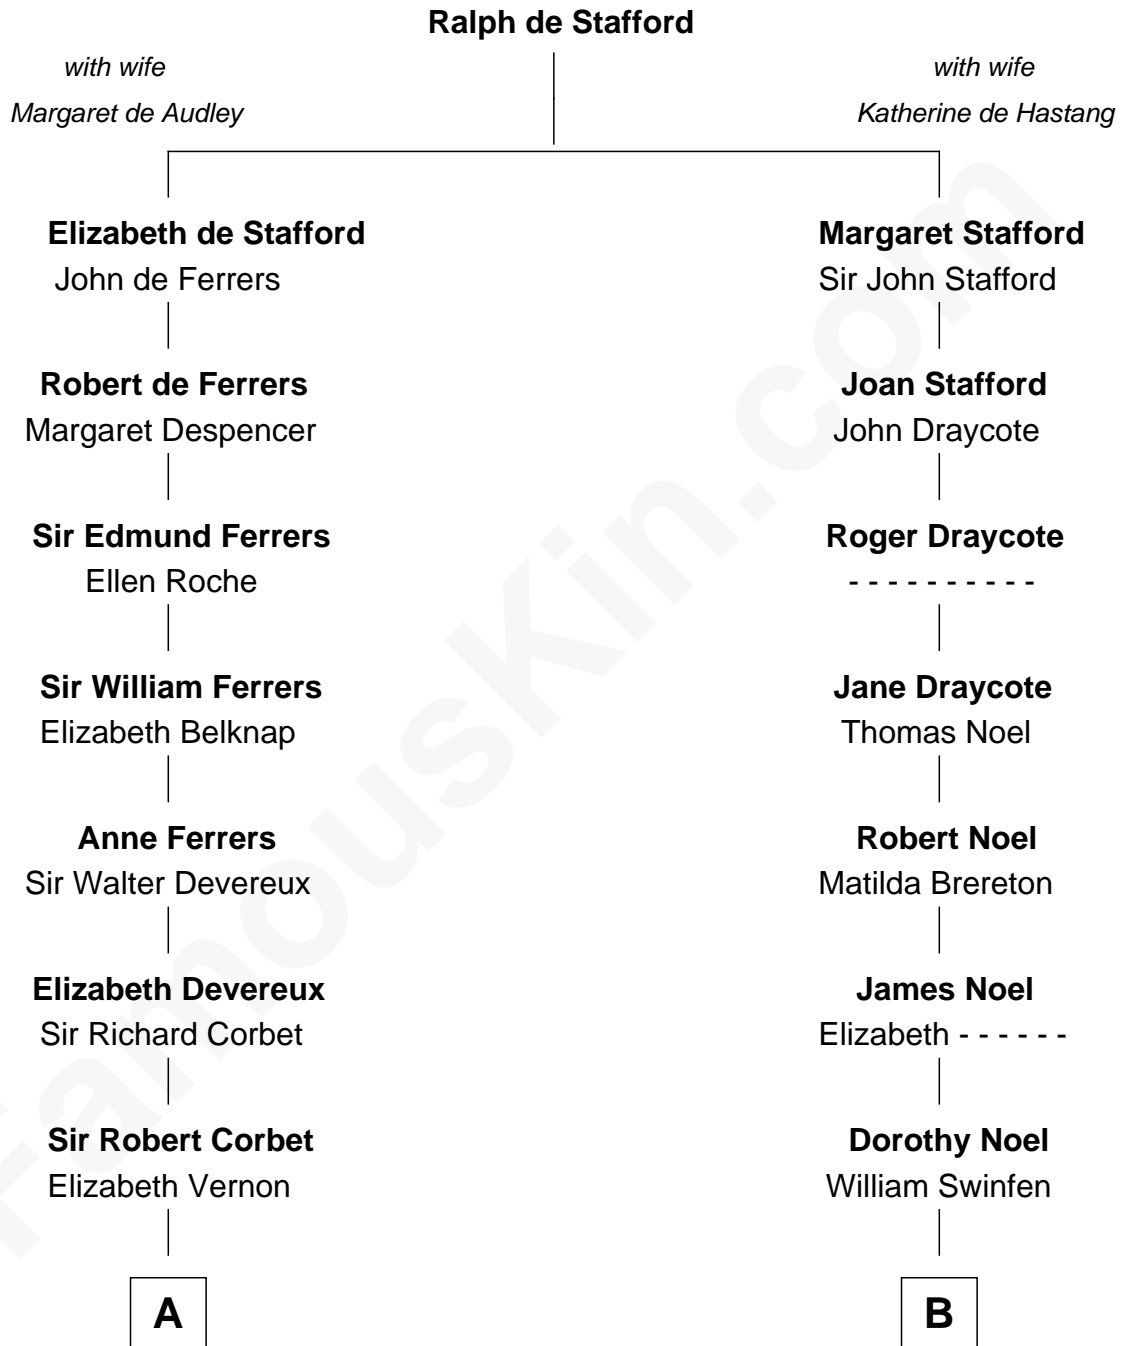 Ralph de Stafford
with wife
Margaret de Audley
with wife
Katherine de Hastang
Elizabeth de Stafford
John de Ferrers
Margaret Stafford
Sir John Stafford
Robert de Ferrers
Margaret Despencer
Joan Stafford
John Draycote
Sir Edmund Ferrers
Ellen Roche
Roger Draycote
- - - - - - - - - -
Sir William Ferrers
Elizabeth Belknap
Jane Draycote
Thomas Noel
Anne Ferrers
Sir Walter Devereux
Robert Noel
Matilda Brereton
Elizabeth Devereux
Sir Richard Corbet
James Noel
Elizabeth - - - - - -
Sir Robert Corbet
Elizabeth Vernon
Dorothy Noel
William Swinfen
A
B
FamousKin.com